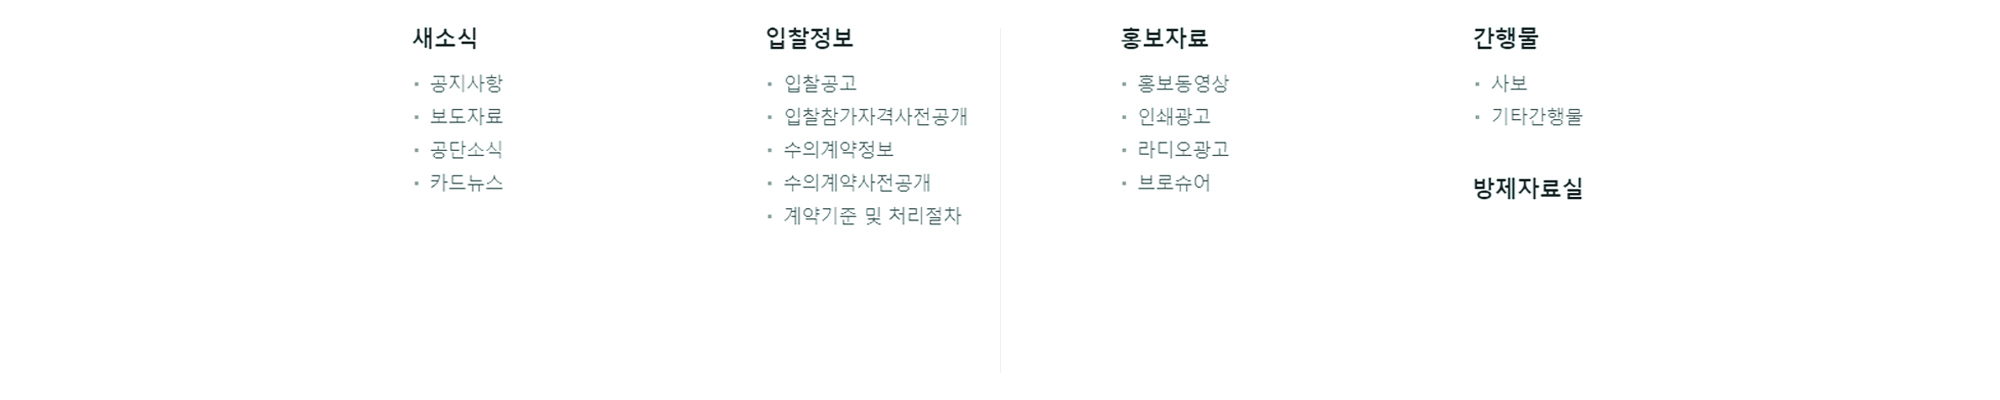 새소식
공지사항
보도자료
공단소식
카드뉴스
입찰정보
입찰공고
입찰참가자격사전공개
수의계약정보
수의계약사전공개
계약기준 및 처리절차
홍보자료
홍보동영상
인쇄광고
라디오광고
브로슈어
간행물
사보
기타간행물
방제자료실